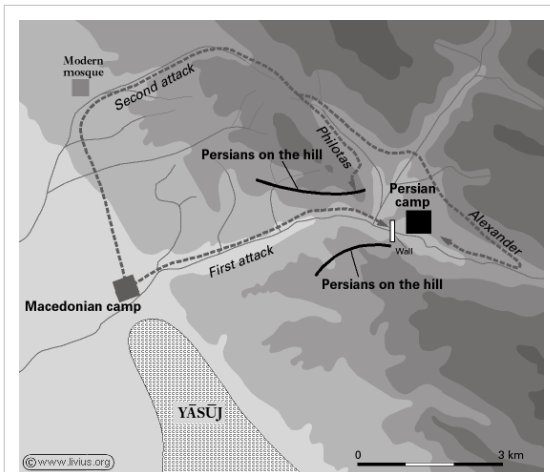 Modern
mosque
Second attack
Philotas
Persians on the hill
Persian
camp
Alexander
First attack
Wall
Persians on the hill
Macedonian camp
YĀSŪJ
© www.livius.org
0 3 km